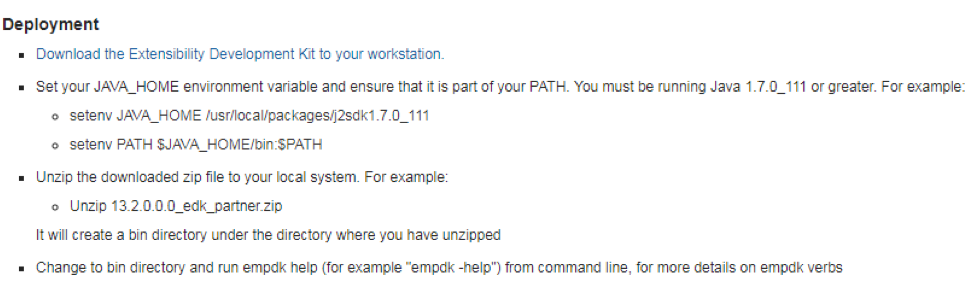 Deployment
Download the Extensibility Development Kit to your workstation.
Set your JAVA_HOME environment variable and ensure that it is part of your PATH. You must be running Java 1.7.0_111 or greater. For example:
setenv JAVA_HOME /usr/local/packages/j2sdk1.7.0_111
setenv PATH $JAVA_HOME/bin:$PATH
Unzip the downloaded zip file to your local system. For example:
Unzip 13.2.0.0.0_edk_partner.zip
It will create a bin directory under the directory where you have unzipped
Change to bin directory and run empdk help (for example "empdk -help") from command line, for more details on empdk verbs